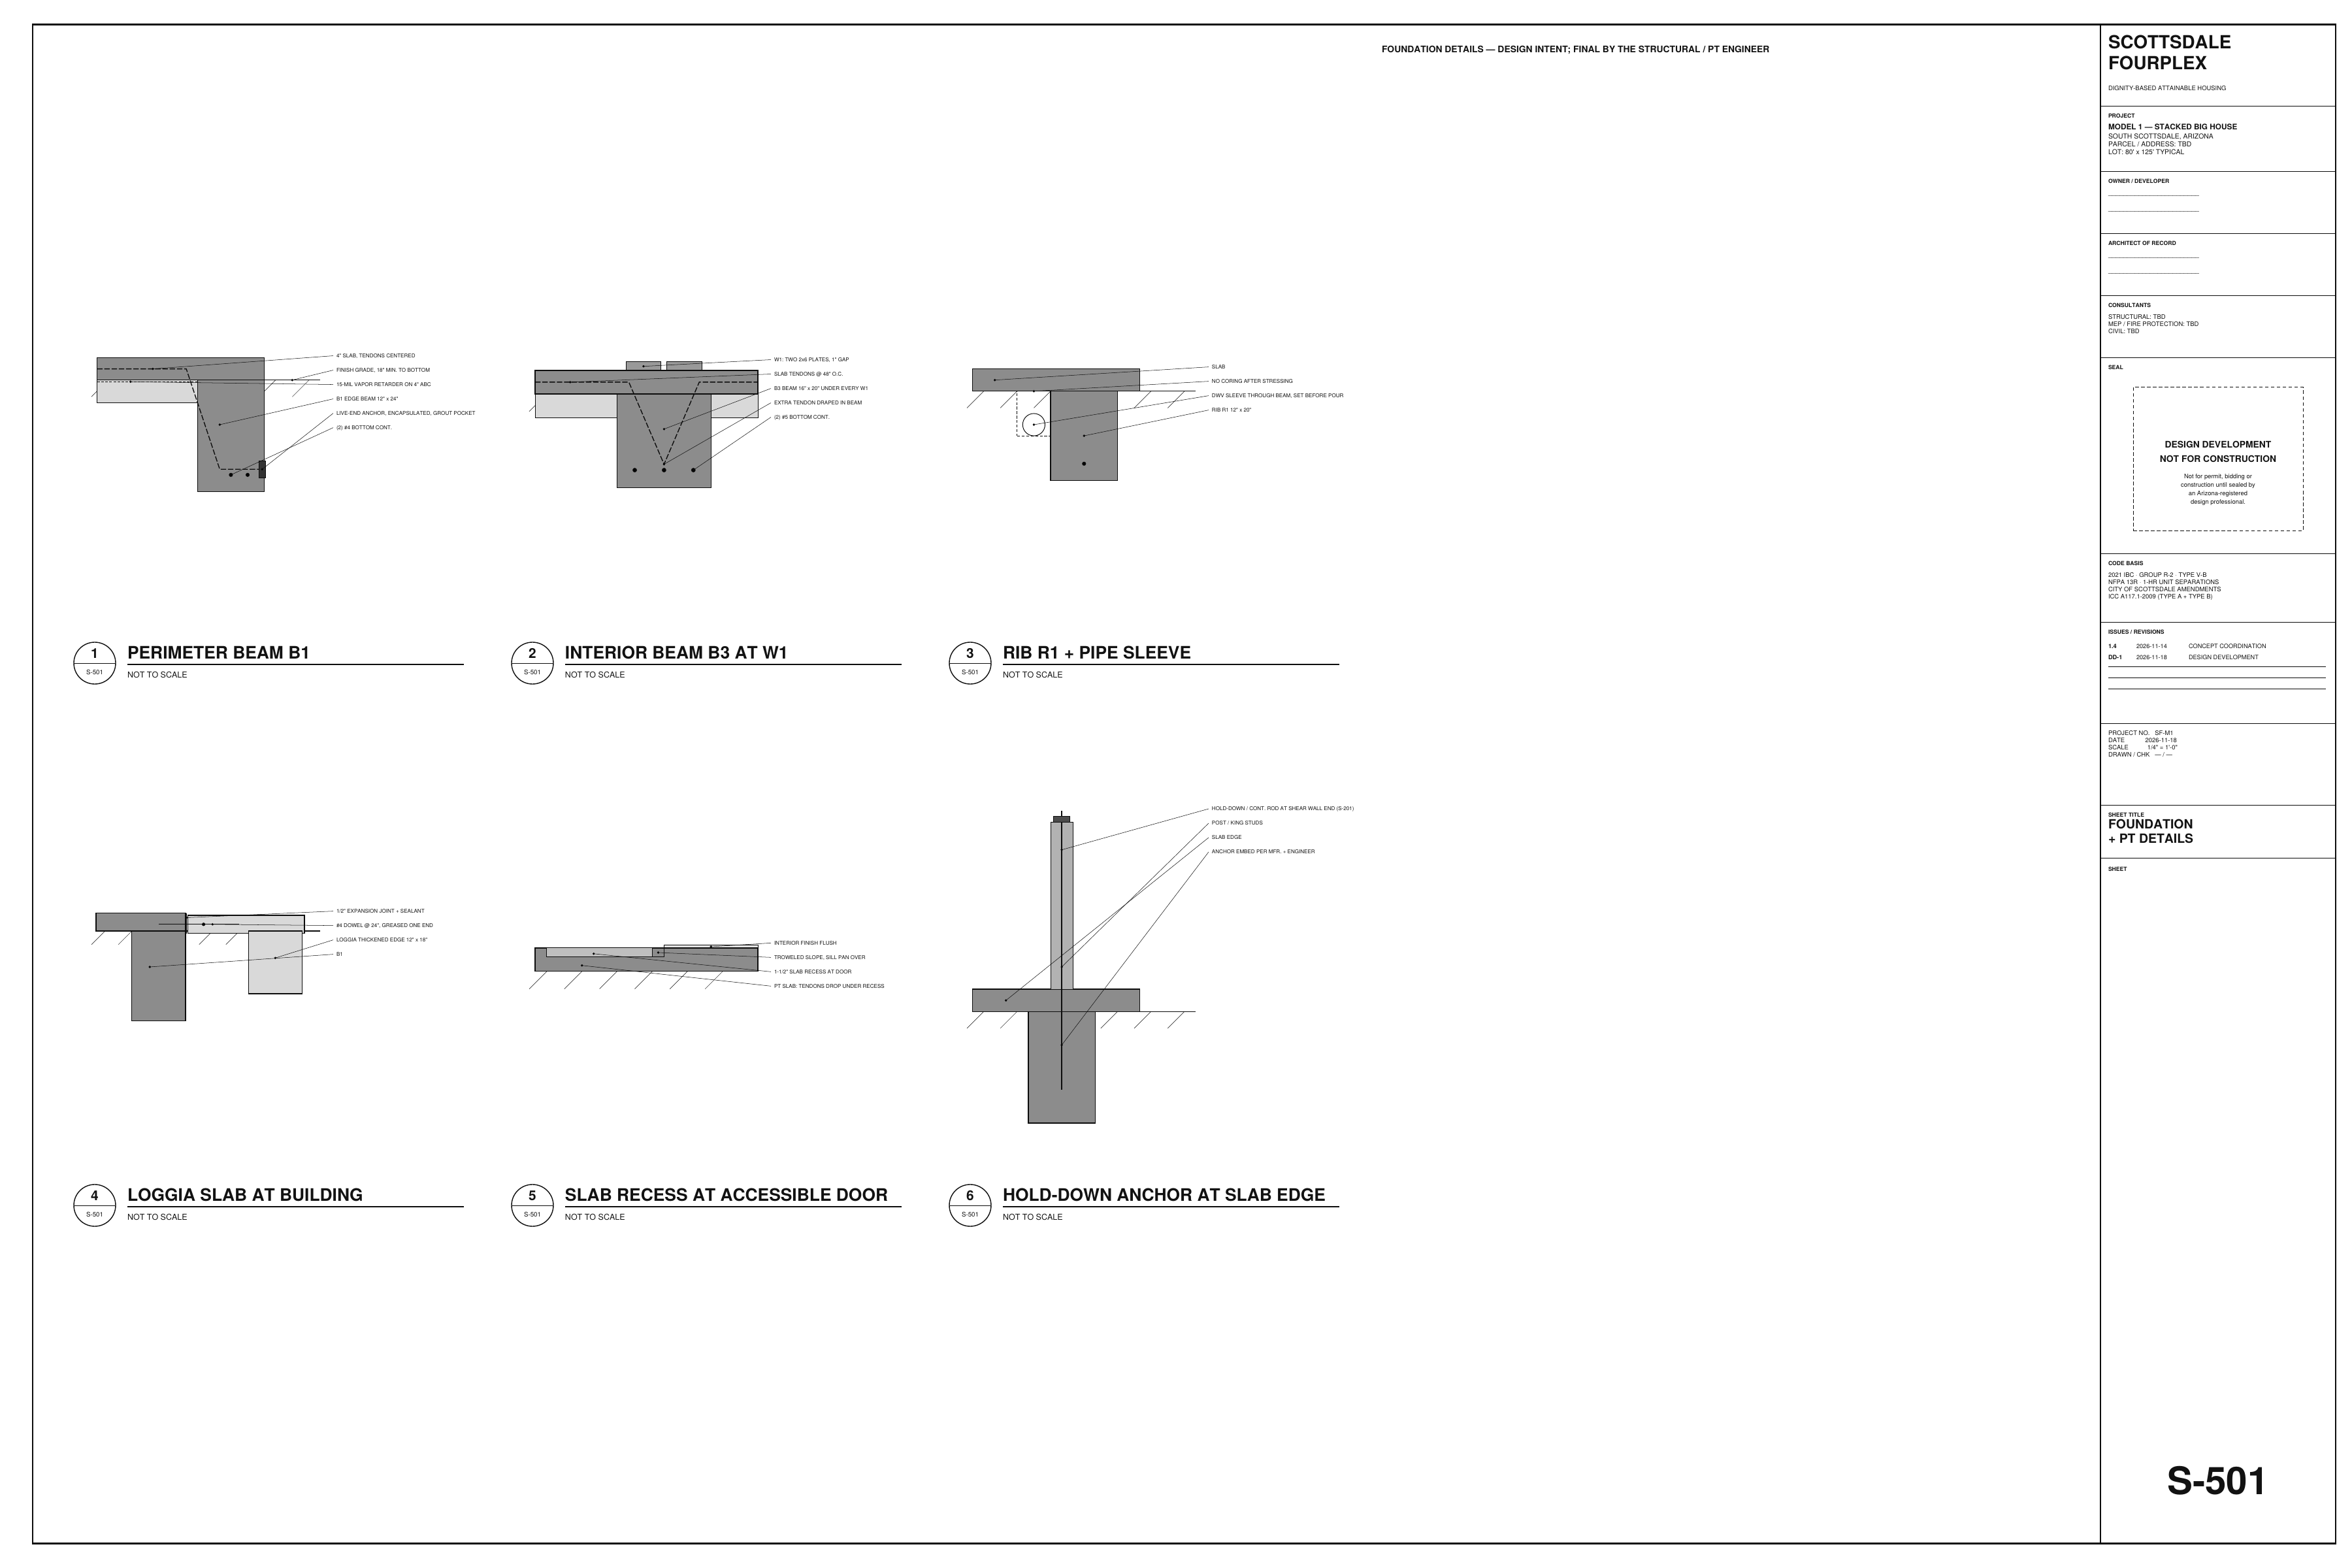 FOUNDATION DETAILS — DESIGN INTENT; FINAL BY THE STRUCTURAL / PT ENGINEER
4" SLAB, TENDONS CENTERED
FINISH GRADE, 18" MIN. TO BOTTOM
15-MIL VAPOR RETARDER ON 4" ABC
B1 EDGE BEAM 12" x 24"
LIVE-END ANCHOR, ENCAPSULATED, GROUT POCKET
(2) #4 BOTTOM CONT.
1
S-501
PERIMETER BEAM B1
NOT TO SCALE
W1: TWO 2x6 PLATES, 1" GAP
SLAB TENDONS @ 48" O.C.
B3 BEAM 16" x 20" UNDER EVERY W1
EXTRA TENDON DRAPED IN BEAM
(2) #5 BOTTOM CONT.
2
S-501
INTERIOR BEAM B3 AT W1
NOT TO SCALE
SLAB
NO CORING AFTER STRESSING
DWV SLEEVE THROUGH BEAM, SET BEFORE POUR
RIB R1 12" x 20"
3
S-501
RIB R1 + PIPE SLEEVE
NOT TO SCALE
1/2" EXPANSION JOINT + SEALANT
#4 DOWEL @ 24", GREASED ONE END
LOGGIA THICKENED EDGE 12" x 18"
B1
4
S-501
LOGGIA SLAB AT BUILDING
NOT TO SCALE
INTERIOR FINISH FLUSH
TROWELED SLOPE, SILL PAN OVER
1-1/2" SLAB RECESS AT DOOR
PT SLAB: TENDONS DROP UNDER RECESS
5
S-501
SLAB RECESS AT ACCESSIBLE DOOR
NOT TO SCALE
HOLD-DOWN / CONT. ROD AT SHEAR WALL END (S-201)
POST / KING STUDS
SLAB EDGE
ANCHOR EMBED PER MFR. + ENGINEER
6
S-501
HOLD-DOWN ANCHOR AT SLAB EDGE
NOT TO SCALE
SCOTTSDALE
FOURPLEX
DIGNITY-BASED ATTAINABLE HOUSING
PROJECT
MODEL 1 — STACKED BIG HOUSE
SOUTH SCOTTSDALE, ARIZONA
PARCEL / ADDRESS: TBD
LOT: 80' x 125' TYPICAL
OWNER / DEVELOPER
ARCHITECT OF RECORD
CONSULTANTS
STRUCTURAL: TBD
MEP / FIRE PROTECTION: TBD
CIVIL: TBD
SEAL
DESIGN DEVELOPMENT
NOT FOR CONSTRUCTION
Not for permit, bidding or
construction until sealed by
an Arizona-registered
design professional.
CODE BASIS
2021 IBC · GROUP R-2 · TYPE V-B
NFPA 13R · 1-HR UNIT SEPARATIONS
CITY OF SCOTTSDALE AMENDMENTS
ICC A117.1-2009 (TYPE A + TYPE B)
ISSUES / REVISIONS
1.4 2026-11-14 CONCEPT COORDINATION
DD-1 2026-11-18 DESIGN DEVELOPMENT
PROJECT NO. SF-M1
DATE 2026-11-18
SCALE 1/4" = 1'-0"
DRAWN / CHK — / —
SHEET TITLE
FOUNDATION
+ PT DETAILS
SHEET
S-501